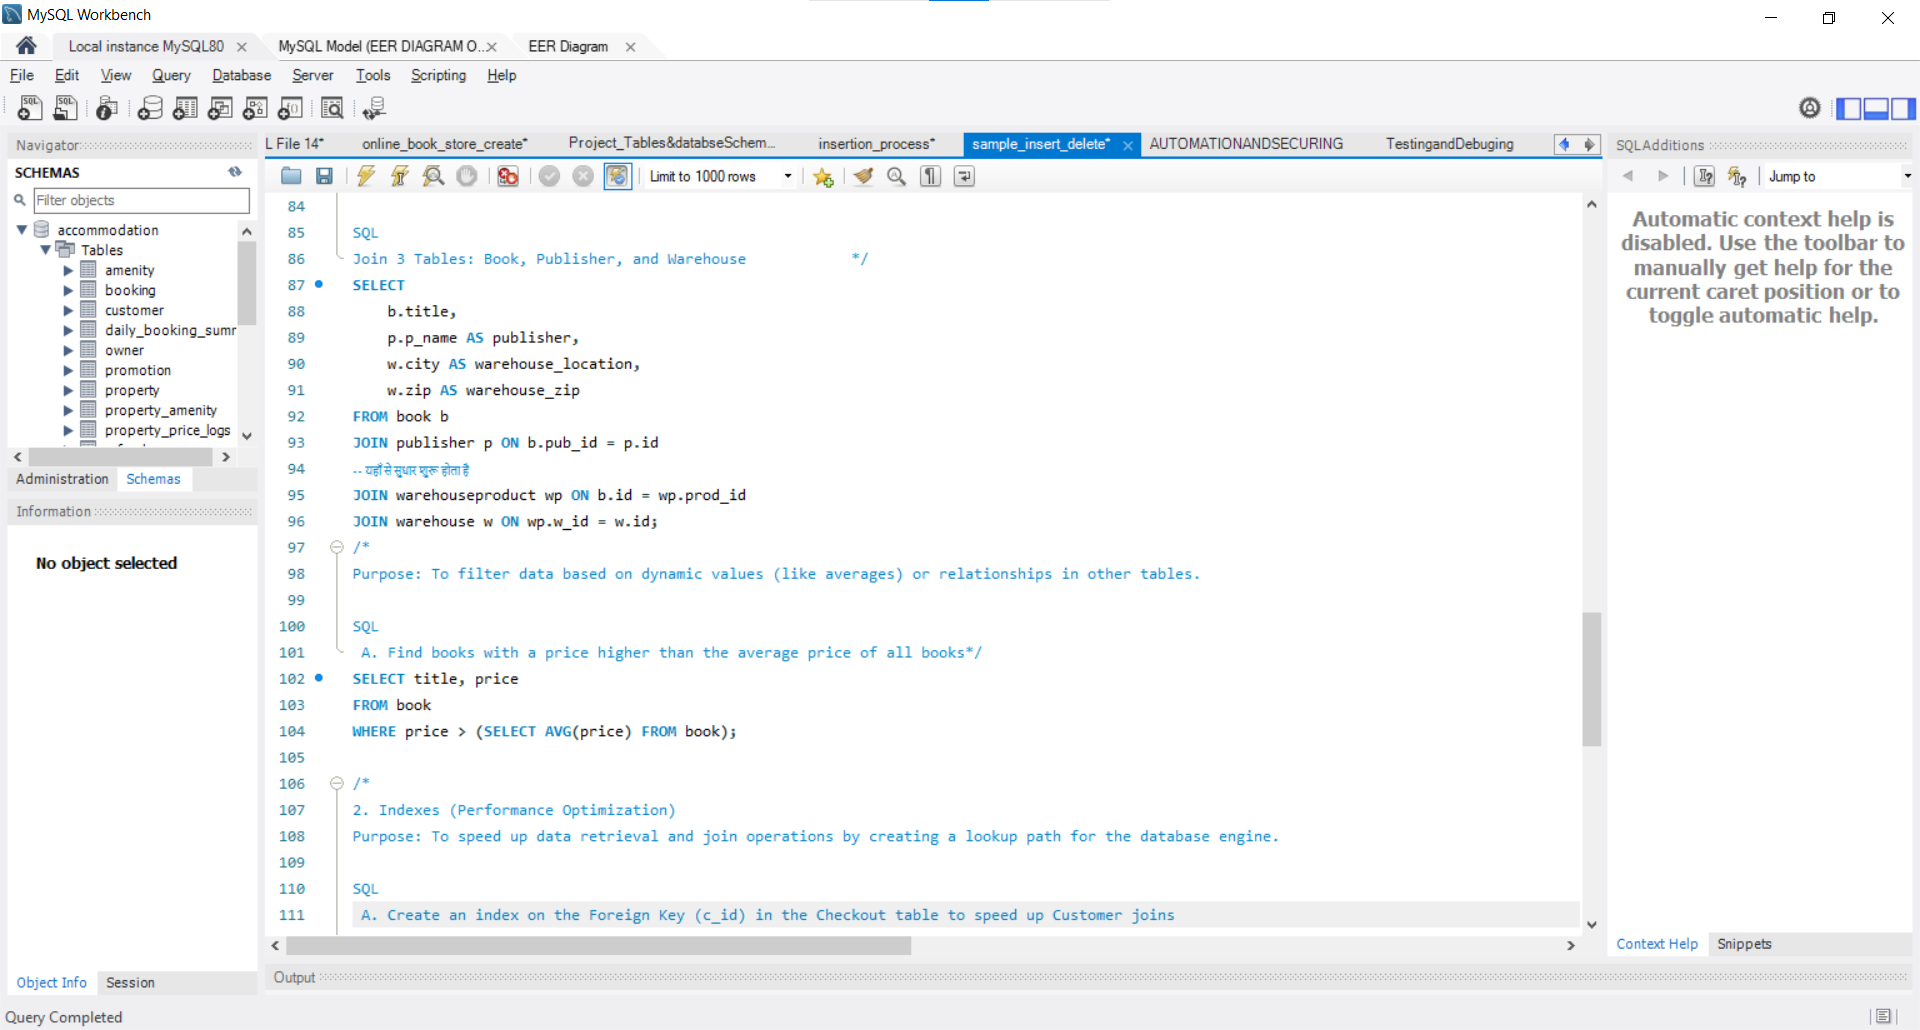 MySQL Workbench
Local instance MySQL80
MySQL Model (EER DIAGRAM O...
EER Diagram
File Edit View Query Database Server Tools Scripting Help
Navigator
L File 14*
online_book_store_create*
Project_Tables&databseSchem...
insertion_process*
sample_insert_delete*
AUTOMATIONANDSECURING
TestingandDebuging
SQLAdditions
SCHEMAS
Limit to 1000 rows
Jump to
Filter objects
accommodation
Tables
amenity
booking
customer
daily_booking_sumr
owner
promotion
property
property_amenity
property_price_logs
Administration Schemas
Information
No object selected
Object Info Session
84
85 SQL
86 Join 3 Tables: Book, Publisher, and Warehouse */
87 SELECT
88 b.title,
89 p.p_name AS publisher,
90 w.city AS warehouse_location,
91 w.zip AS warehouse_zip
92 FROM book b
93 JOIN publisher p ON b.pub_id = p.id
94 -- यहाँ से सुधार शुरू होता है
95 JOIN warehouseproduct wp ON b.id = wp.prod_id
96 JOIN warehouse w ON wp.w_id = w.id;
97 /*
98 Purpose: To filter data based on dynamic values (like averages) or relationships in other tables.
99
100 SQL
101 A. Find books with a price higher than the average price of all books*/
102 SELECT title, price
103 FROM book
104 WHERE price > (SELECT AVG(price) FROM book);
105
106 /*
107 2. Indexes (Performance Optimization)
108 Purpose: To speed up data retrieval and join operations by creating a lookup path for the database engine.
109
110 SQL
111 A. Create an index on the Foreign Key (c_id) in the Checkout table to speed up Customer joins
Automatic context help is
disabled. Use the toolbar to
manually get help for the
current caret position or to
toggle automatic help.
Context Help Snippets
Output
Query Completed